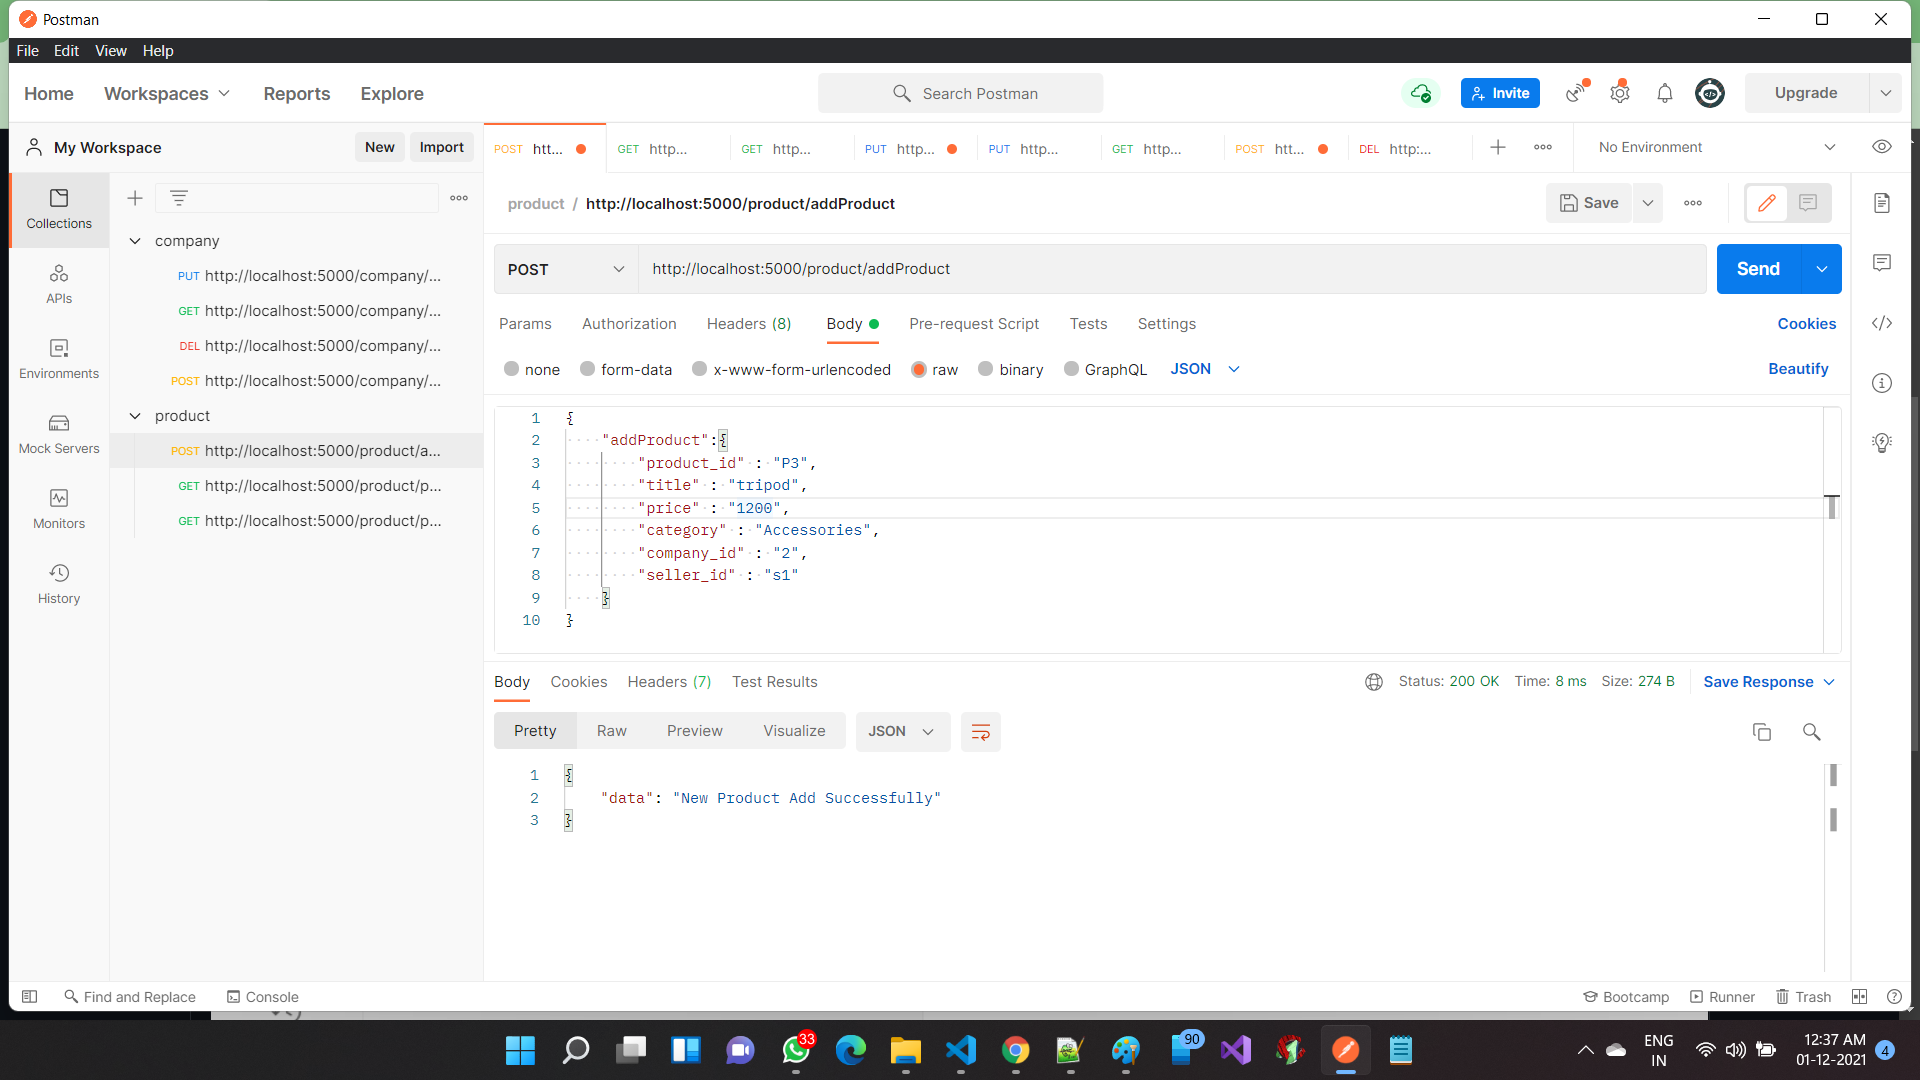 Postman
File Edit View Help
Home Workspaces Reports Explore
Search Postman
Invite
Upgrade
My Workspace
New
Import
POST htt...
GET http...
GET http...
PUT http...
PUT http...
GET http...
POST htt...
DEL http:...
No Environment
Collections
APIs
Environments
Mock Servers
Monitors
History
company
PUT http://localhost:5000/company/...
GET http://localhost:5000/company/...
DEL http://localhost:5000/company/...
POST http://localhost:5000/company/...
product
POST http://localhost:5000/product/a...
GET http://localhost:5000/product/p...
GET http://localhost:5000/product/p...
product / http://localhost:5000/product/addProduct
Save
POST
http://localhost:5000/product/addProduct
Send
Params Authorization Headers (8) Body Pre-request Script Tests Settings
Cookies
none form-data x-www-form-urlencoded raw binary GraphQL JSON
Beautify
1 {
2 "addProduct":{
3 "product_id" : "P3",
4 "title" : "tripod",
5 "price" : "1200",
6 "category" : "Accessories",
7 "company_id" : "2",
8 "seller_id" : "s1"
9 }
10 }
Body Cookies Headers (7) Test Results
Status: 200 OK Time: 8 ms Size: 274 B
Save Response
Pretty Raw Preview Visualize
JSON
1 {
2 "data": "New Product Add Successfully"
3 }
Find and Replace
Console
Bootcamp
Runner
Trash
33
90
ENG
IN
12:37 AM
01-12-2021
4